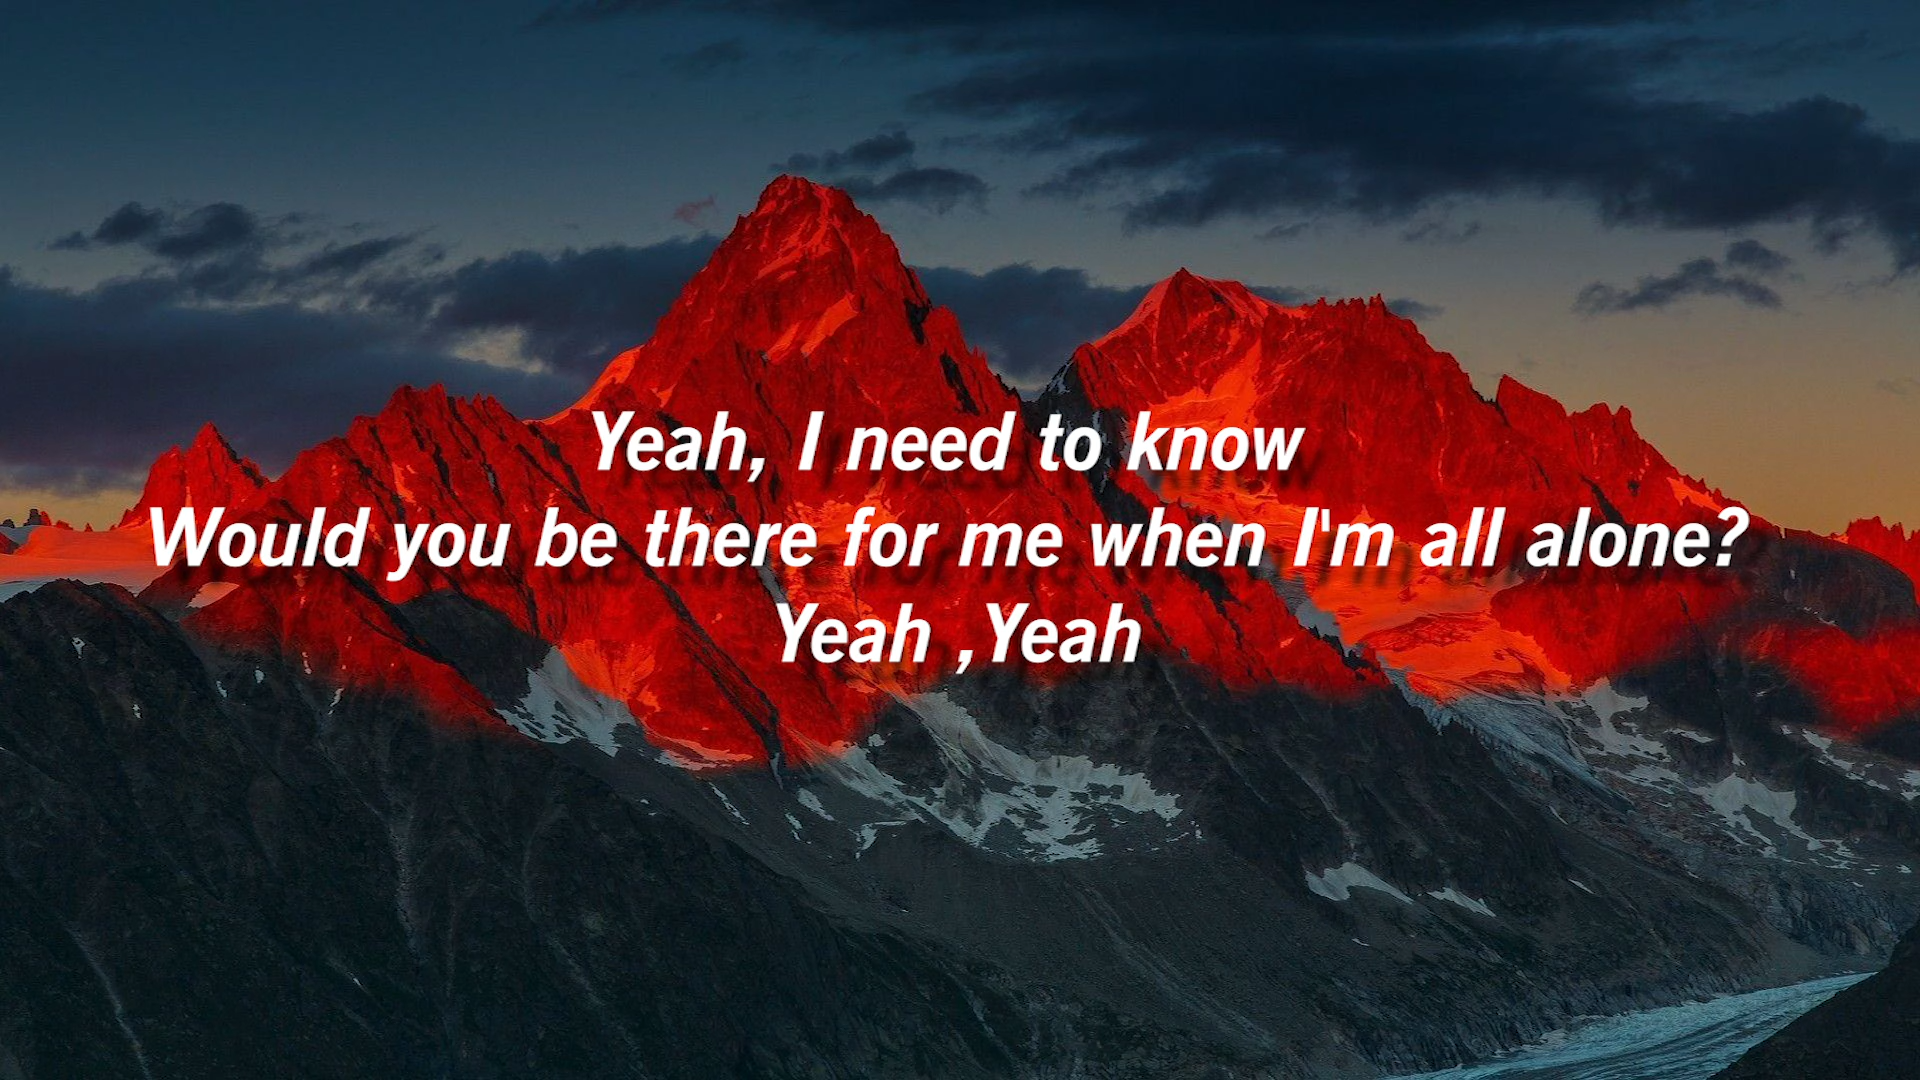 Yeah, I need to know
Would you be there for me when I'm all alone?
Yeah ,Yeah